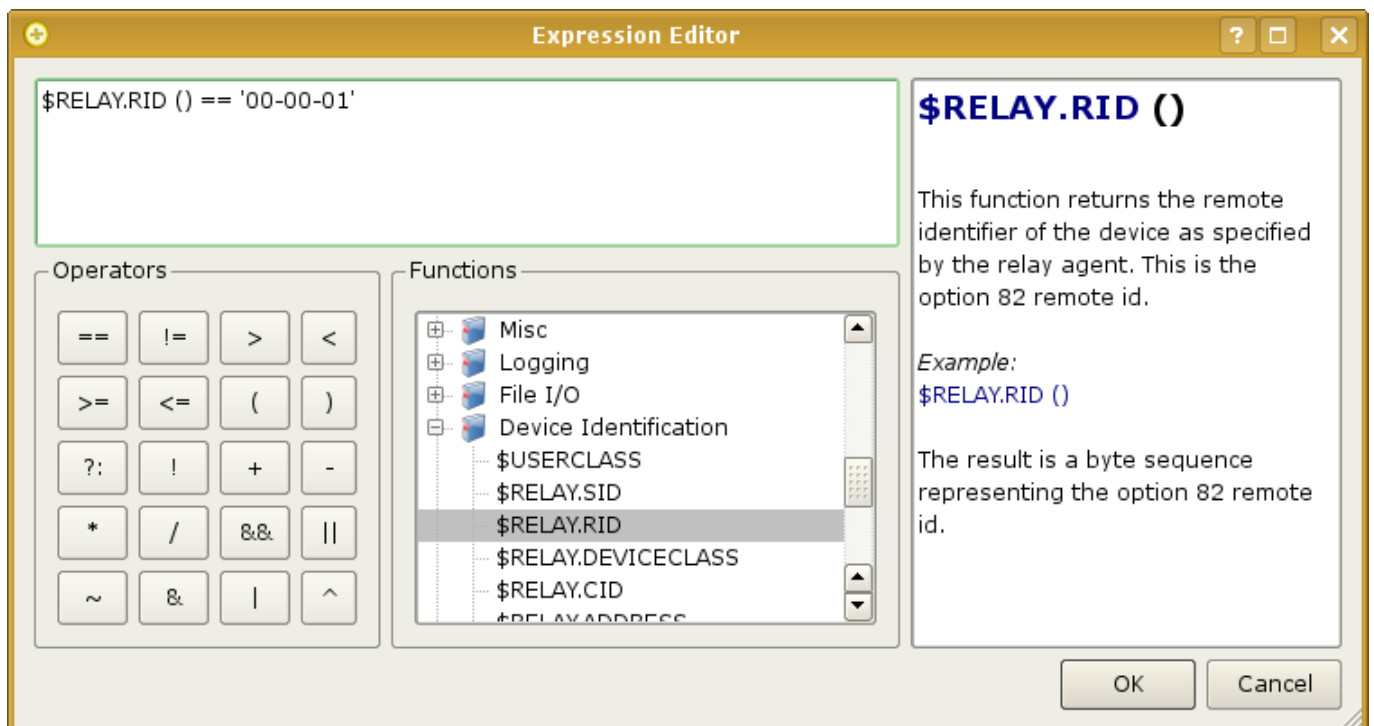 Expression Editor
?
$RELAY.RID () == '00-00-01'
Operators
== != > <
>= <= ( )
?: ! + -
* / && ||
~ & | ^
Functions
Misc
Logging
File I/O
Device Identification
$USERCLASS
$RELAY.SID
$RELAY.RID
$RELAY.DEVICECLASS
$RELAY.CID
$RELAY.ADDRESS
$RELAY.RID ()
This function returns the remote
identifier of the device as specified
by the relay agent. This is the
option 82 remote id.
Example:
$RELAY.RID ()
The result is a byte sequence
representing the option 82 remote
id.
OK
Cancel